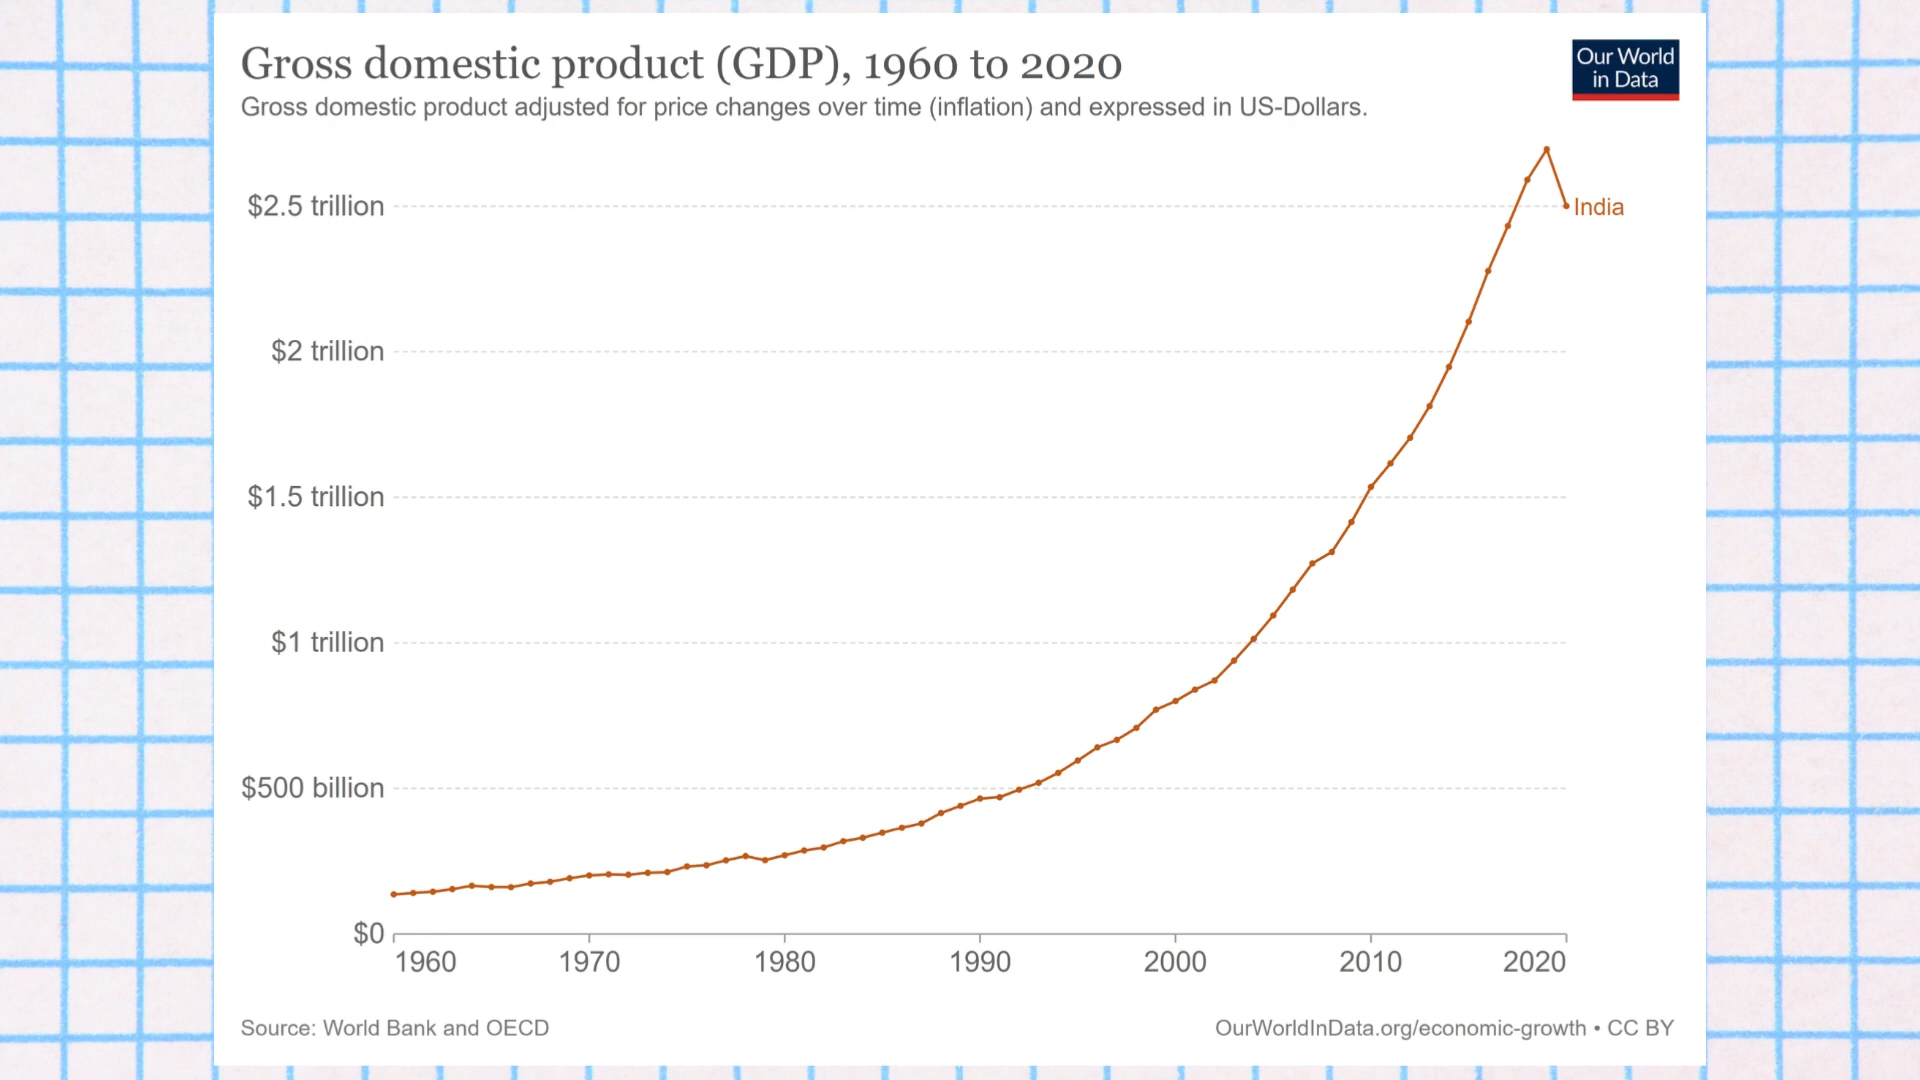 Gross domestic product (GDP), 1960 to 2020
Gross domestic product adjusted for price changes over time (inflation) and expressed in US-Dollars.
Our World
in Data
$2.5 trillion
India
$2 trillion
$1.5 trillion
$1 trillion
$500 billion
$0
1960 1970 1980 1990 2000 2010 2020
Source: World Bank and OECD
OurWorldInData.org/economic-growth • CC BY